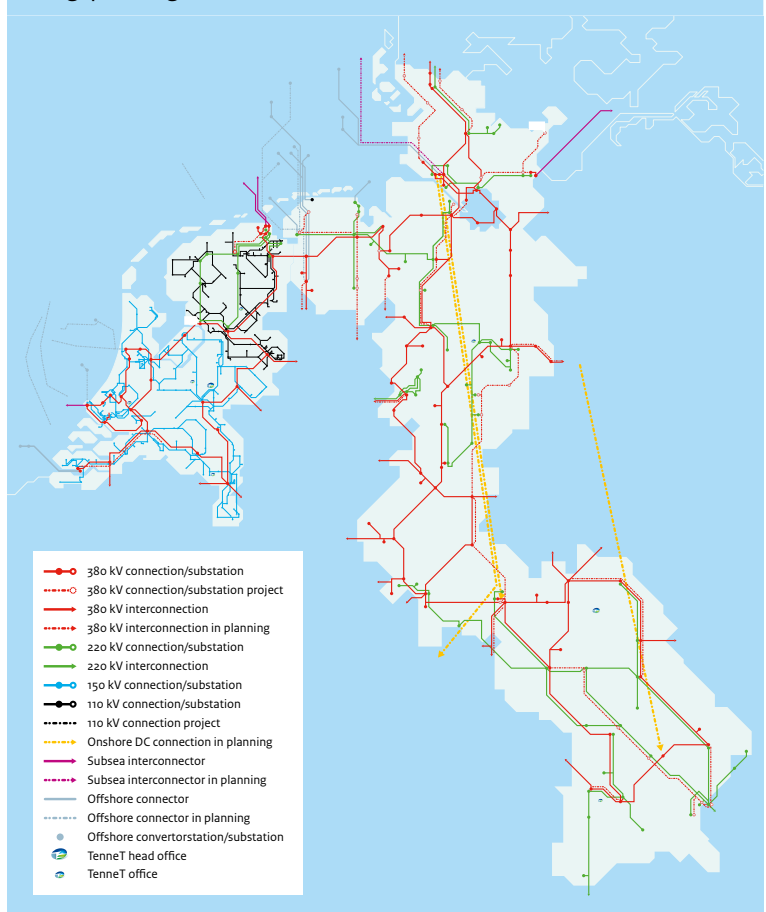 380 kV connection/substation
380 kV connection/substation project
380 kV interconnection
380 kV interconnection in planning
220 kV connection/substation
220 kV interconnection
150 kV connection/substation
110 kV connection/substation
110 kV connection project
Onshore DC connection in planning
Subsea interconnector
Subsea interconnector in planning
Offshore connector
Offshore connector in planning
Offshore convertorstation/substation
TenneT head office
TenneT office